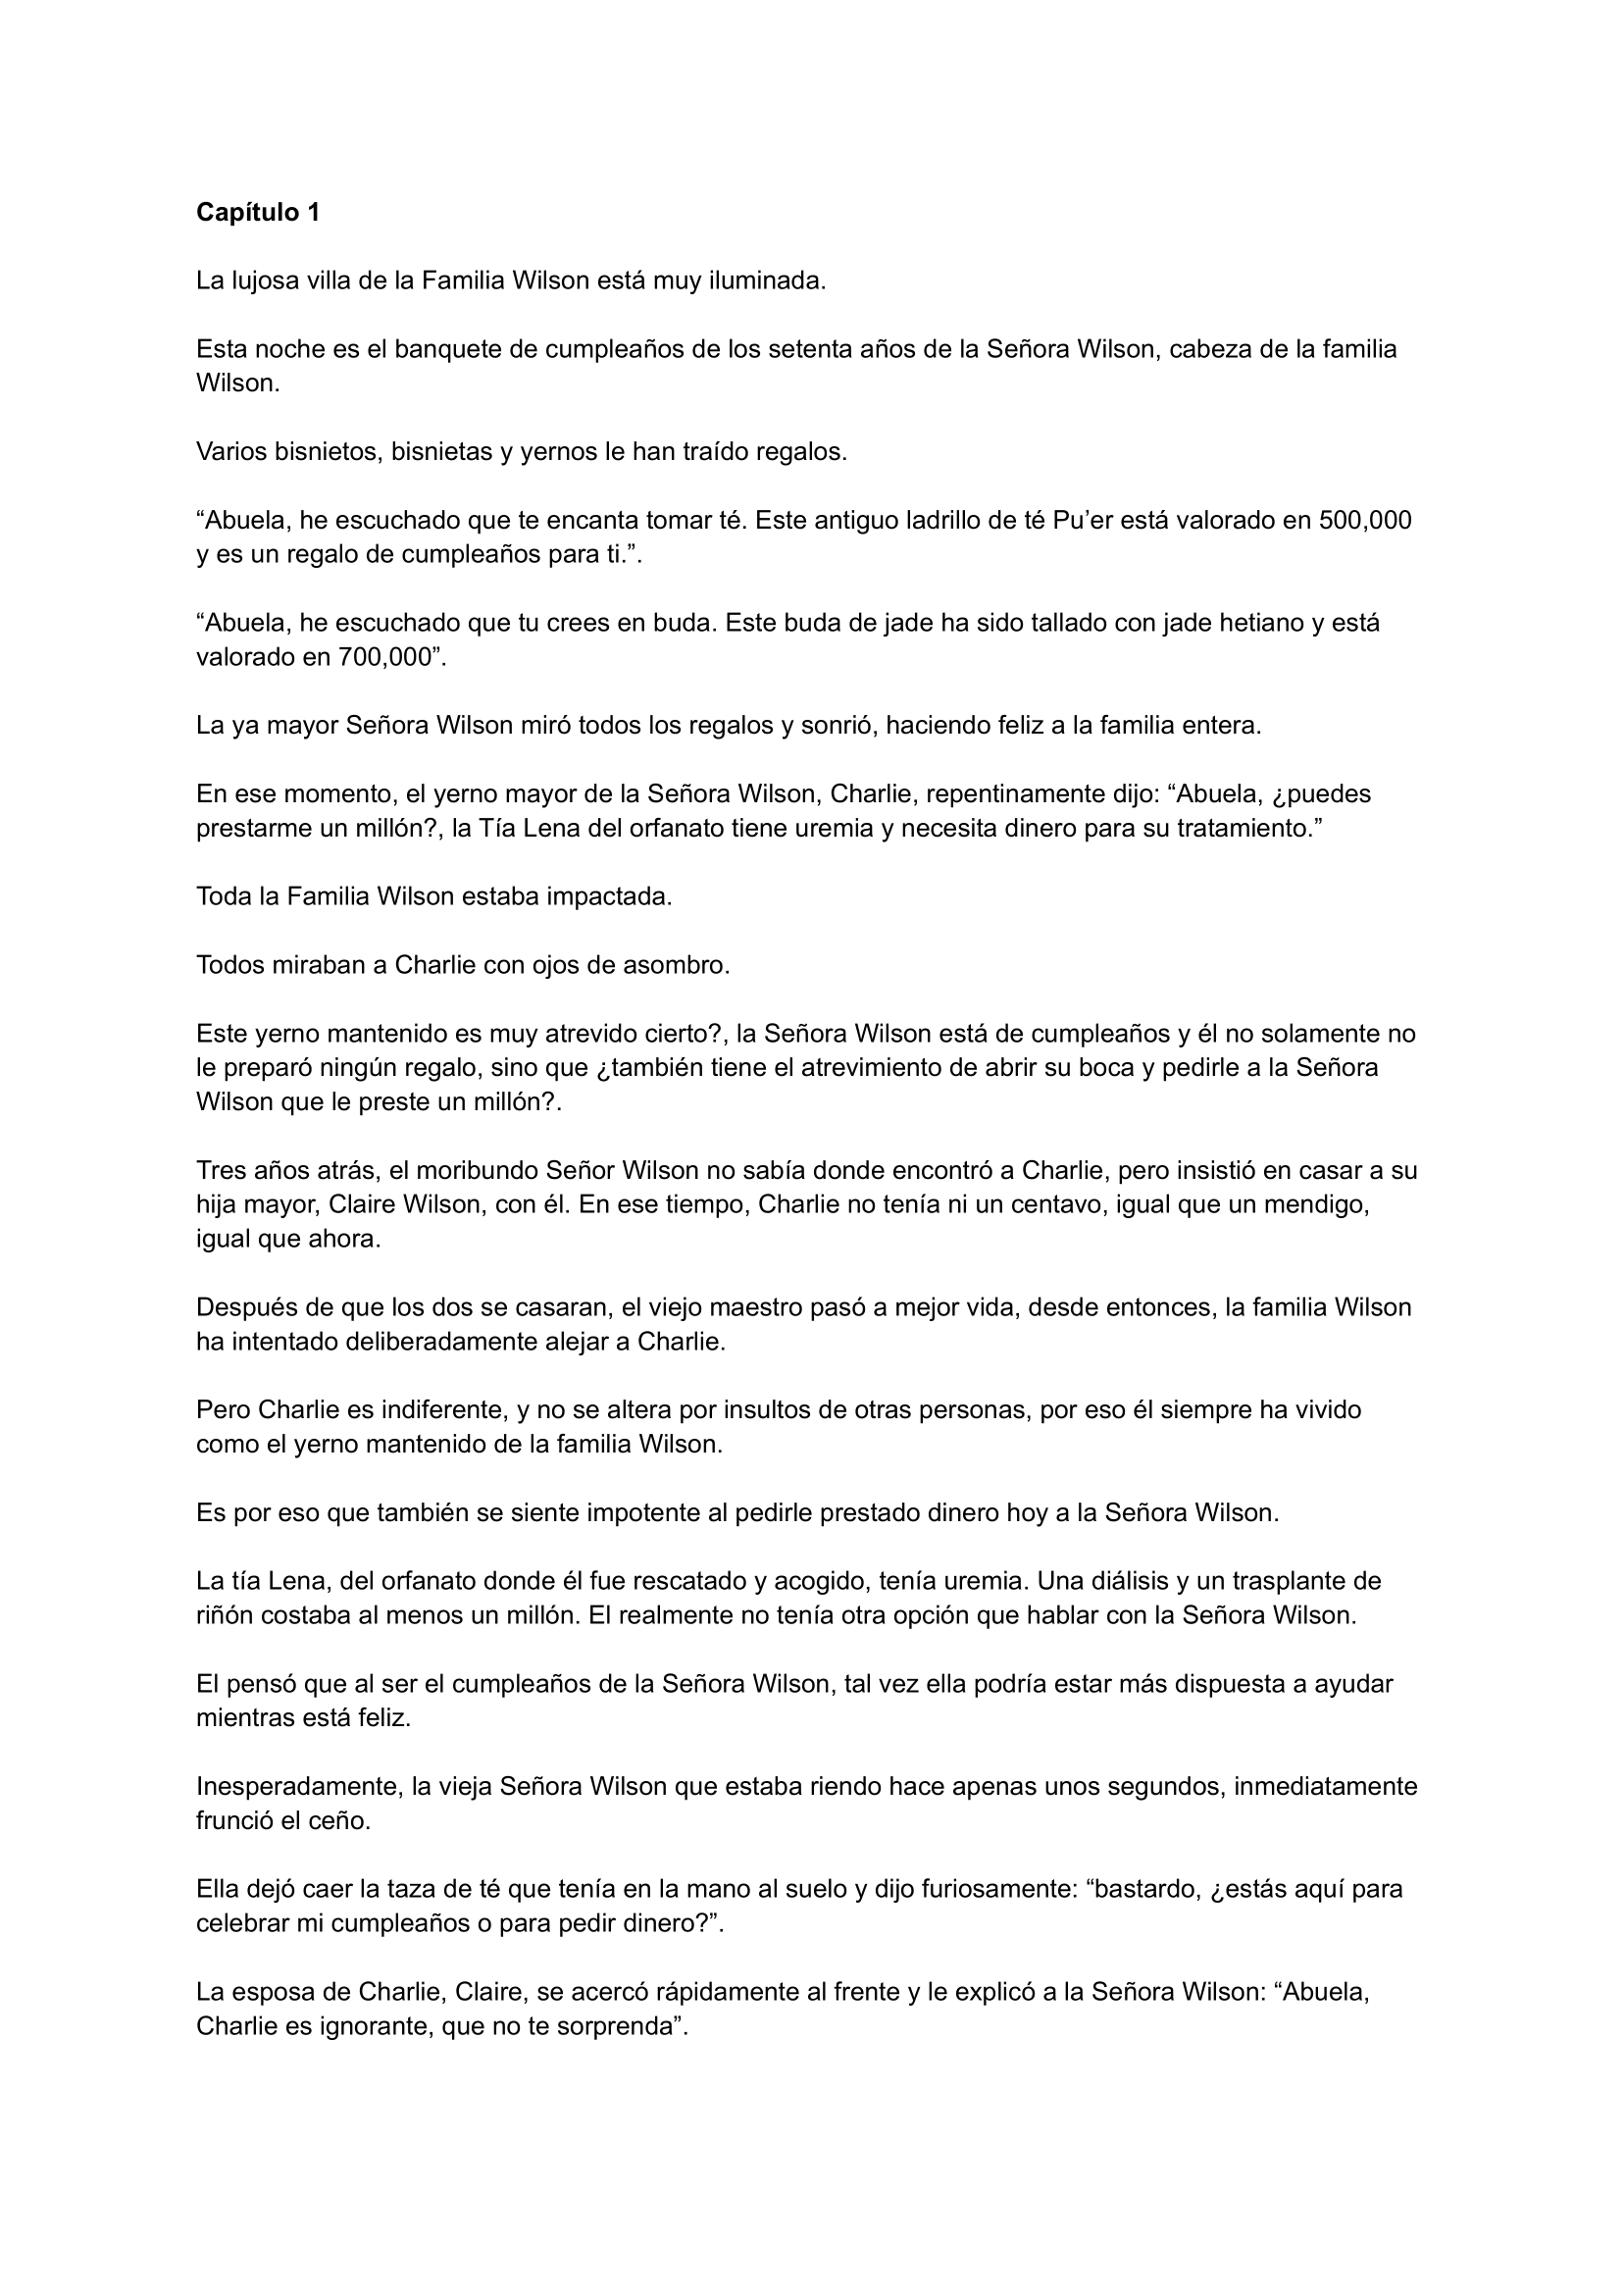 Capítulo 1
La lujosa villa de la Familia Wilson está muy iluminada.
Esta noche es el banquete de cumpleaños de los setenta años de la Señora Wilson, cabeza de la familia
Wilson.
Varios bisnietos, bisnietas y yernos le han traído regalos.
“Abuela, he escuchado que te encanta tomar té. Este antiguo ladrillo de té Pu’er está valorado en 500,000
y es un regalo de cumpleaños para ti.”.
“Abuela, he escuchado que tu crees en buda. Este buda de jade ha sido tallado con jade hetiano y está
valorado en 700,000”.
La ya mayor Señora Wilson miró todos los regalos y sonrió, haciendo feliz a la familia entera.
En ese momento, el yerno mayor de la Señora Wilson, Charlie, repentinamente dijo: “Abuela, ¿puedes
prestarme un millón?, la Tía Lena del orfanato tiene uremia y necesita dinero para su tratamiento.”
Toda la Familia Wilson estaba impactada.
Todos miraban a Charlie con ojos de asombro.
Este yerno mantenido es muy atrevido cierto?, la Señora Wilson está de cumpleaños y él no solamente no
le preparó ningún regalo, sino que ¿también tiene el atrevimiento de abrir su boca y pedirle a la Señora
Wilson que le preste un millón?.
Tres años atrás, el moribundo Señor Wilson no sabía donde encontró a Charlie, pero insistió en casar a su
hija mayor, Claire Wilson, con él. En ese tiempo, Charlie no tenía ni un centavo, igual que un mendigo,
igual que ahora.
Después de que los dos se casaran, el viejo maestro pasó a mejor vida, desde entonces, la familia Wilson
ha intentado deliberadamente alejar a Charlie.
Pero Charlie es indiferente, y no se altera por insultos de otras personas, por eso él siempre ha vivido
como el yerno mantenido de la familia Wilson.
Es por eso que también se siente impotente al pedirle prestado dinero hoy a la Señora Wilson.
La tía Lena, del orfanato donde él fue rescatado y acogido, tenía uremia. Una diálisis y un trasplante de
riñón costaba al menos un millón. El realmente no tenía otra opción que hablar con la Señora Wilson.
El pensó que al ser el cumpleaños de la Señora Wilson, tal vez ella podría estar más dispuesta a ayudar
mientras está feliz.
Inesperadamente, la vieja Señora Wilson que estaba riendo hace apenas unos segundos, inmediatamente
frunció el ceño.
Ella dejó caer la taza de té que tenía en la mano al suelo y dijo furiosamente: “bastardo, ¿estás aquí para
celebrar mi cumpleaños o para pedir dinero?”.
La esposa de Charlie, Claire, se acercó rápidamente al frente y le explicó a la Señora Wilson: “Abuela,
Charlie es ignorante, que no te sorprenda”.